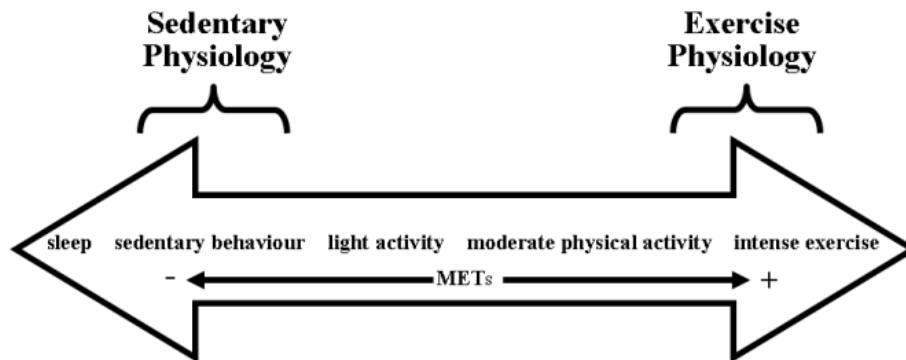 Sedentary
Physiology
Exercise
Physiology
sleep sedentary behaviour light activity moderate physical activity intense exercise
- METs +